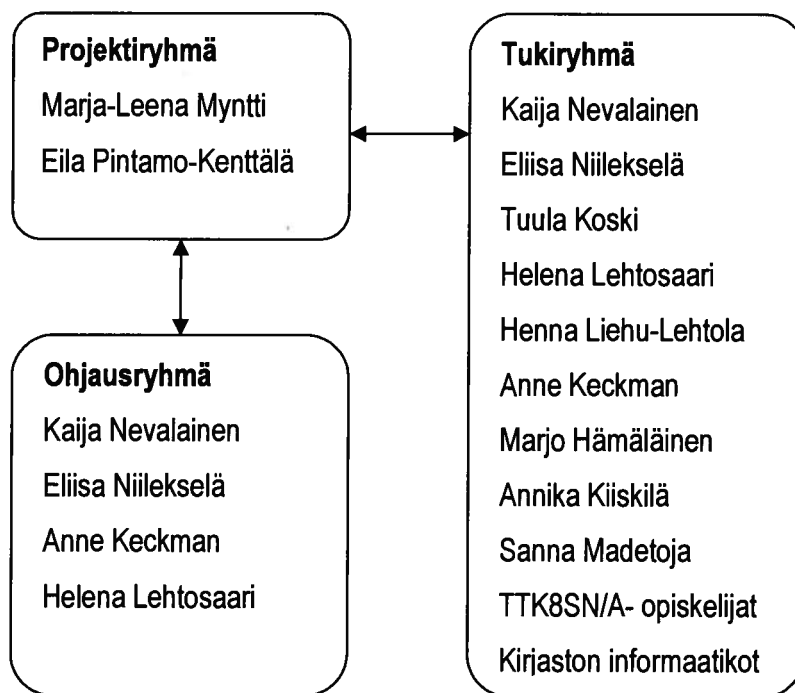 Projektiryhmä
Marja-Leena Myntti
Eila Pintamo-Kenttälä
Ohjausryhmä
Kaija Nevalainen
Eliisa Niilekselä
Anne Keckman
Helena Lehtosaari
Tukiryhmä
Kaija Nevalainen
Eliisa Niilekselä
Tuula Koski
Helena Lehtosaari
Henna Liehu-Lehtola
Anne Keckman
Marjo Hämäläinen
Annika Kiiskilä
Sanna Madetoja
TTK8SN/A- opiskelijat
Kirjaston informaatikot